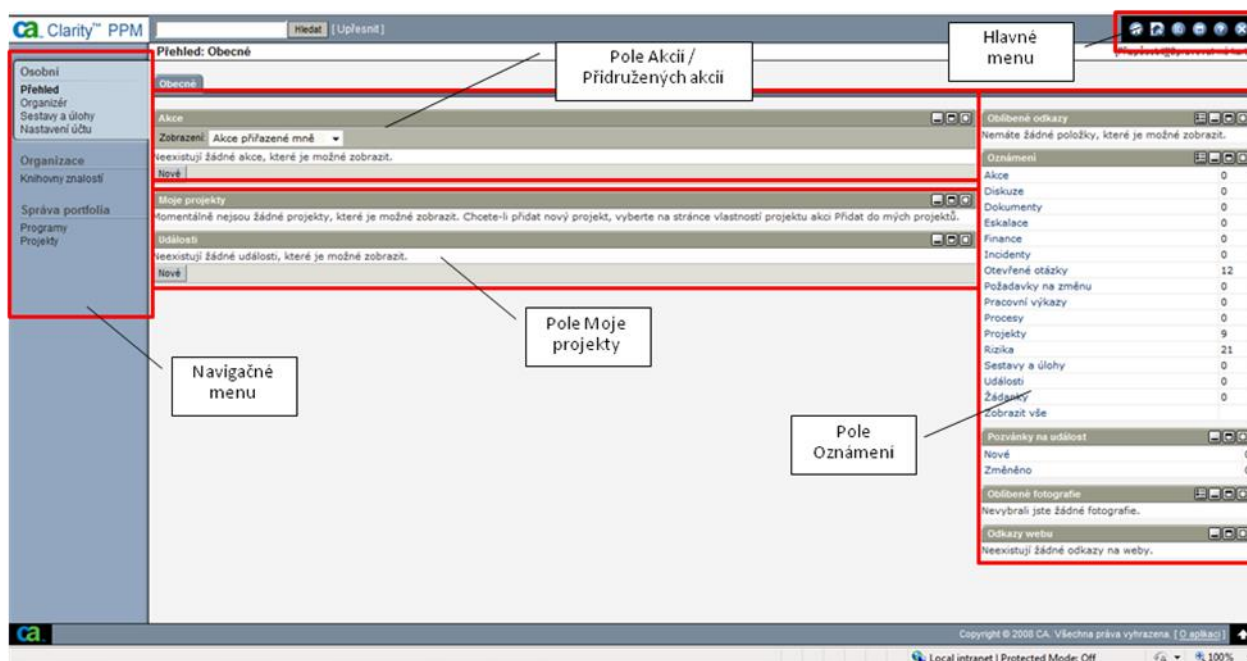 ca. Clarity™ PPM
Hledat [ Upřesnit ]
Hlavné
menu
Přehled: Obecné
Pole Akcií /
Přidružených akcií
Osobní
Přehled
Organizér
Sestavy a úlohy
Nastavení účtu
Organizace
Knihovny znalostí
Správa portfolia
Programy
Projekty
Obecné
Akce
Zobrazení: Akce přiřazené mně
Neexistují žádné akce, které je možné zobrazit.
Nové
Moje projekty
Momentálně nejsou žádné projekty, které je možné zobrazit. Chcete-li přidat nový projekt, vyberte na stránce vlastností projektu akci Přidat do mých projektů.
Události
Neexistují žádné události, které je možné zobrazit.
Nové
Pole Moje
projekty
Navigačné
menu
Pole
Oznámení
Oblíbené odkazy
Nemáte žádné položky, které je možné zobrazit.
Oznámení
Akce 0
Diskuze 0
Dokumenty 0
Eskalace 0
Finance 0
Incidenty 0
Otevřené otázky 12
Požadavky na změnu 0
Pracovní výkazy 0
Procesy 0
Projekty 9
Rizika 21
Sestavy a úlohy 0
Události 0
Žádanky 0
Zobrazit vše
Pozvánky na událost
Nové
Změněno
Oblíbené fotografie
Nevybrali jste žádné fotografie.
Odkazy webu
Neexistují žádné odkazy na weby.
ca.
Copyright © 2008 CA. Všechna práva vyhrazena. [ O aplikaci ]
Local intranet | Protected Mode: Off 100%